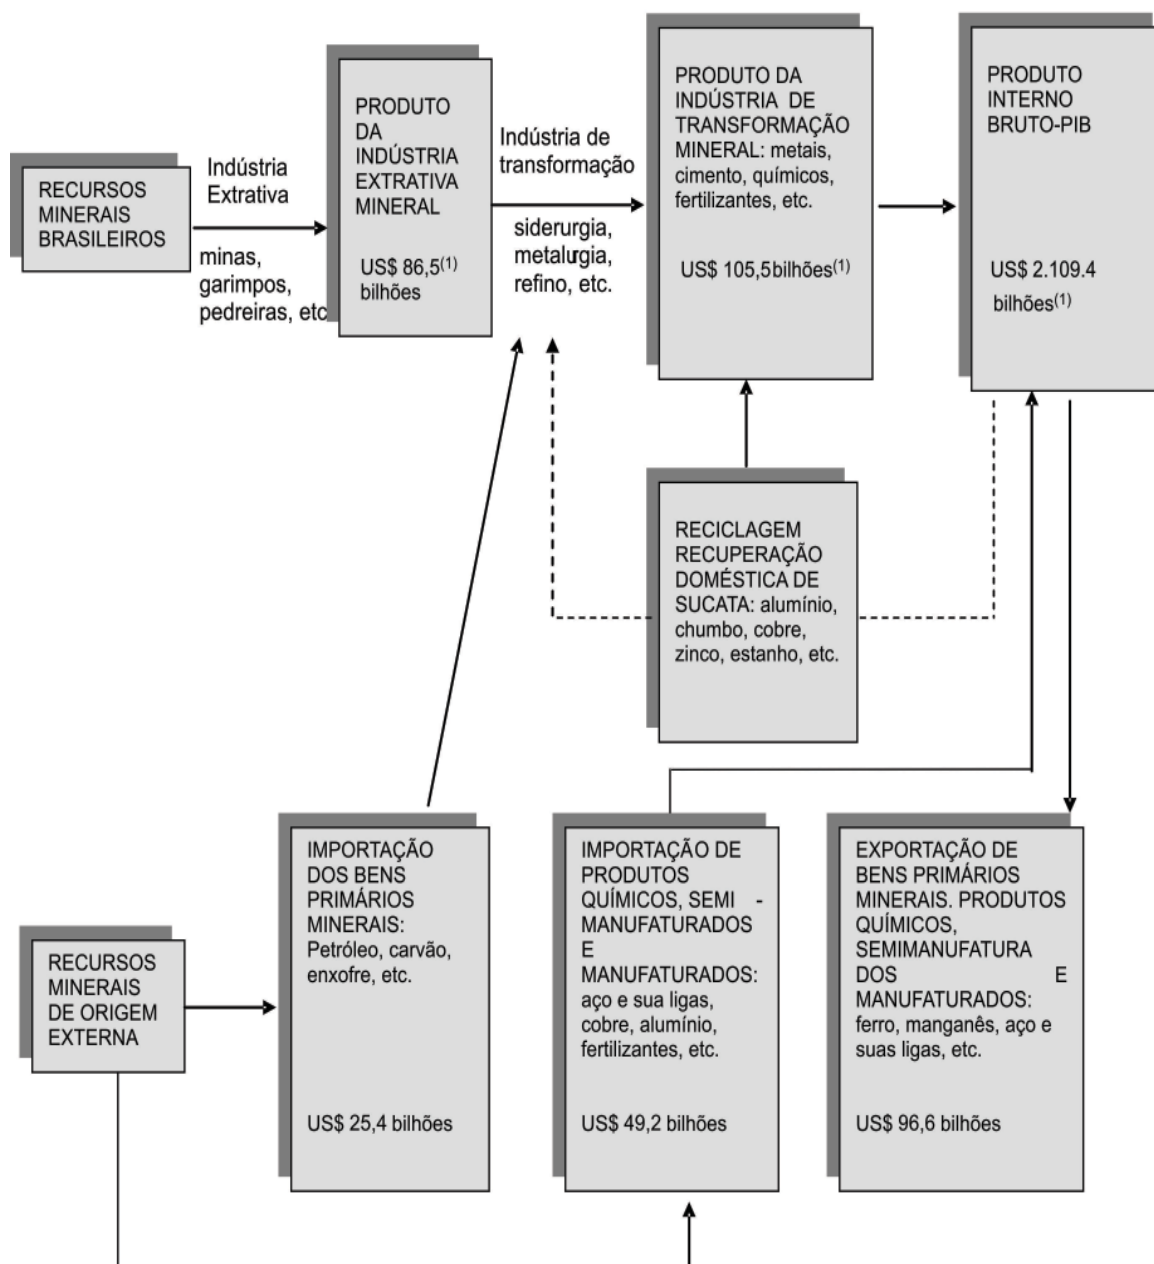 RECURSOS
MINERAIS
BRASILEIROS
Indústria
Extrativa
minas,
garimpos,
pedreiras, etc
PRODUTO
DA
INDÚSTRIA
EXTRATIVA
MINERAL
US$ 86,5(1)
bilhões
Indústria de
transformação
siderurgia,
metalurgia,
refino, etc.
PRODUTO DA
INDÚSTRIA DE
TRANSFORMAÇÃO
MINERAL: metais,
cimento, químicos,
fertilizantes, etc.
US$ 105,5bilhões(1)
PRODUTO
INTERNO
BRUTO-PIB
US$ 2.109.4
bilhões(1)
RECICLAGEM
RECUPERAÇÃO
DOMÉSTICA DE
SUCATA: alumínio,
chumbo, cobre,
zinco, estanho, etc.
RECURSOS
MINERAIS
DE ORIGEM
EXTERNA
IMPORTAÇÃO
DOS BENS
PRIMÁRIOS
MINERAIS:
Petróleo, carvão,
enxofre, etc.
US$ 25,4 bilhões
IMPORTAÇÃO DE
PRODUTOS
QUÍMICOS, SEMI -
MANUFATURADOS
E
MANUFATURADOS:
aço e sua ligas,
cobre, alumínio,
fertilizantes, etc.
US$ 49,2 bilhões
EXPORTAÇÃO DE
BENS PRIMÁRIOS
MINERAIS. PRODUTOS
QUÍMICOS,
SEMIMANUFATURA
DOS E
MANUFATURADOS:
ferro, manganês, aço e
suas ligas, etc.
US$ 96,6 bilhões